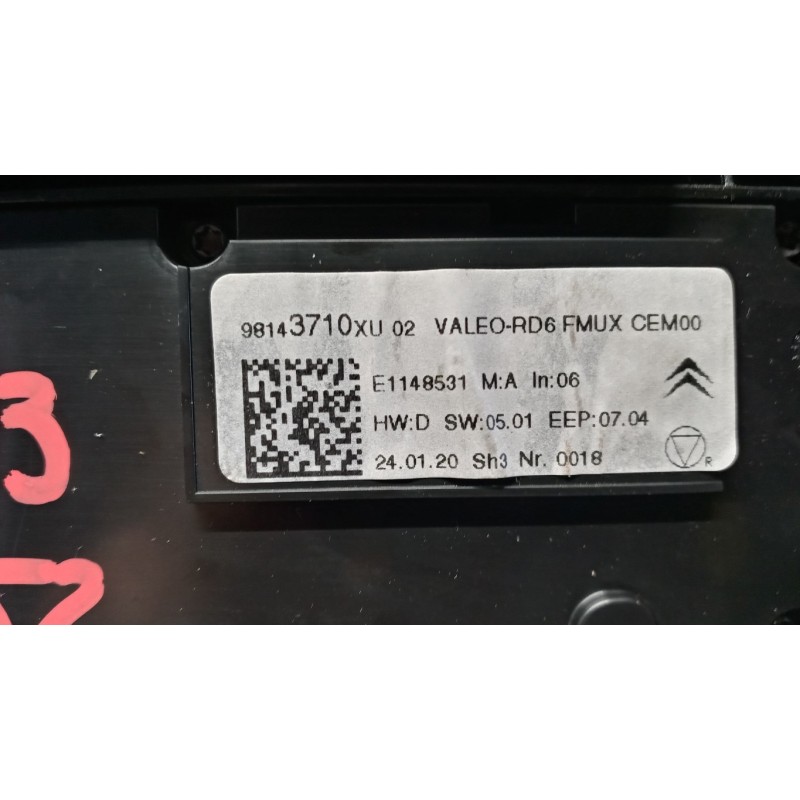 98143710XU 02 VALEO-RD6 FMUX CEM00
E1148531 M:A In:06
HW:D SW:05.01 EEP:07.04
24.01.20 Sh3 Nr. 0018
R
3